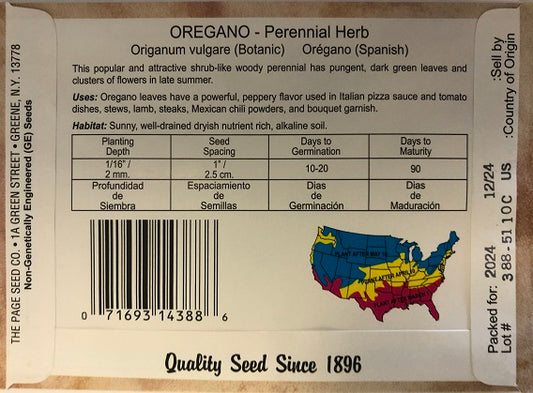 OREGANO - Perennial Herb
Origanum vulgare (Botanic) Orégano (Spanish)
This popular and attractive shrub-like woody perennial has pungent, dark green leaves and
clusters of flowers in late summer.
Uses: Oregano leaves have a powerful, peppery flavor used in Italian pizza sauce and tomato
dishes, stews, lamb, steaks, Mexican chili powders, and bouquet garnish.
Habitat: Sunny, well-drained dryish nutrient rich, alkaline soil.
Planting Depth Seed Spacing Days to Germination Days to Maturity
1/16" / 2 mm. 1" / 2.5 cm. 10-20 90
Profundidad de Siembra Espaciamiento de Semillas Dias de Germinación Dias de Maduración
0 71693 14388 6
PLANT AFTER MAY
PLANT AFTER APRIL
PLANT AFTER MARCH
Quality Seed Since 1896
THE PAGE SEED CO. • 1A GREEN STREET • GREENE, N.Y. 13778
Non-Genetically Engineered (GE) Seeds
Packed for: 2024 12/24 :Sell by
Lot # 3 88-51 10C US :Country of Origin